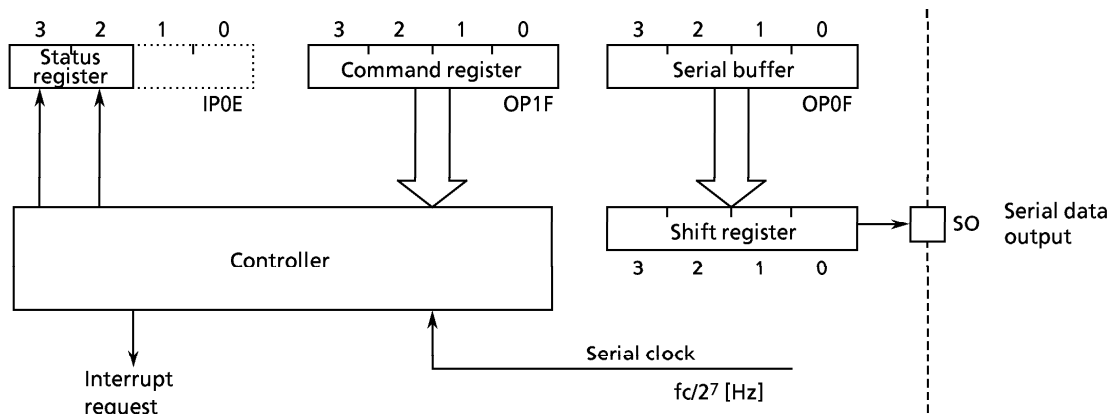 3 2 1 0
3 2 1 0
3 2 1 0
Status
register
Command register
Serial buffer
IP0E
OP1F
OP0F
Controller
Shift register
3 2 1 0
SO
Serial data
output
Serial clock
fc/2⁷ [Hz]
Interrupt
request